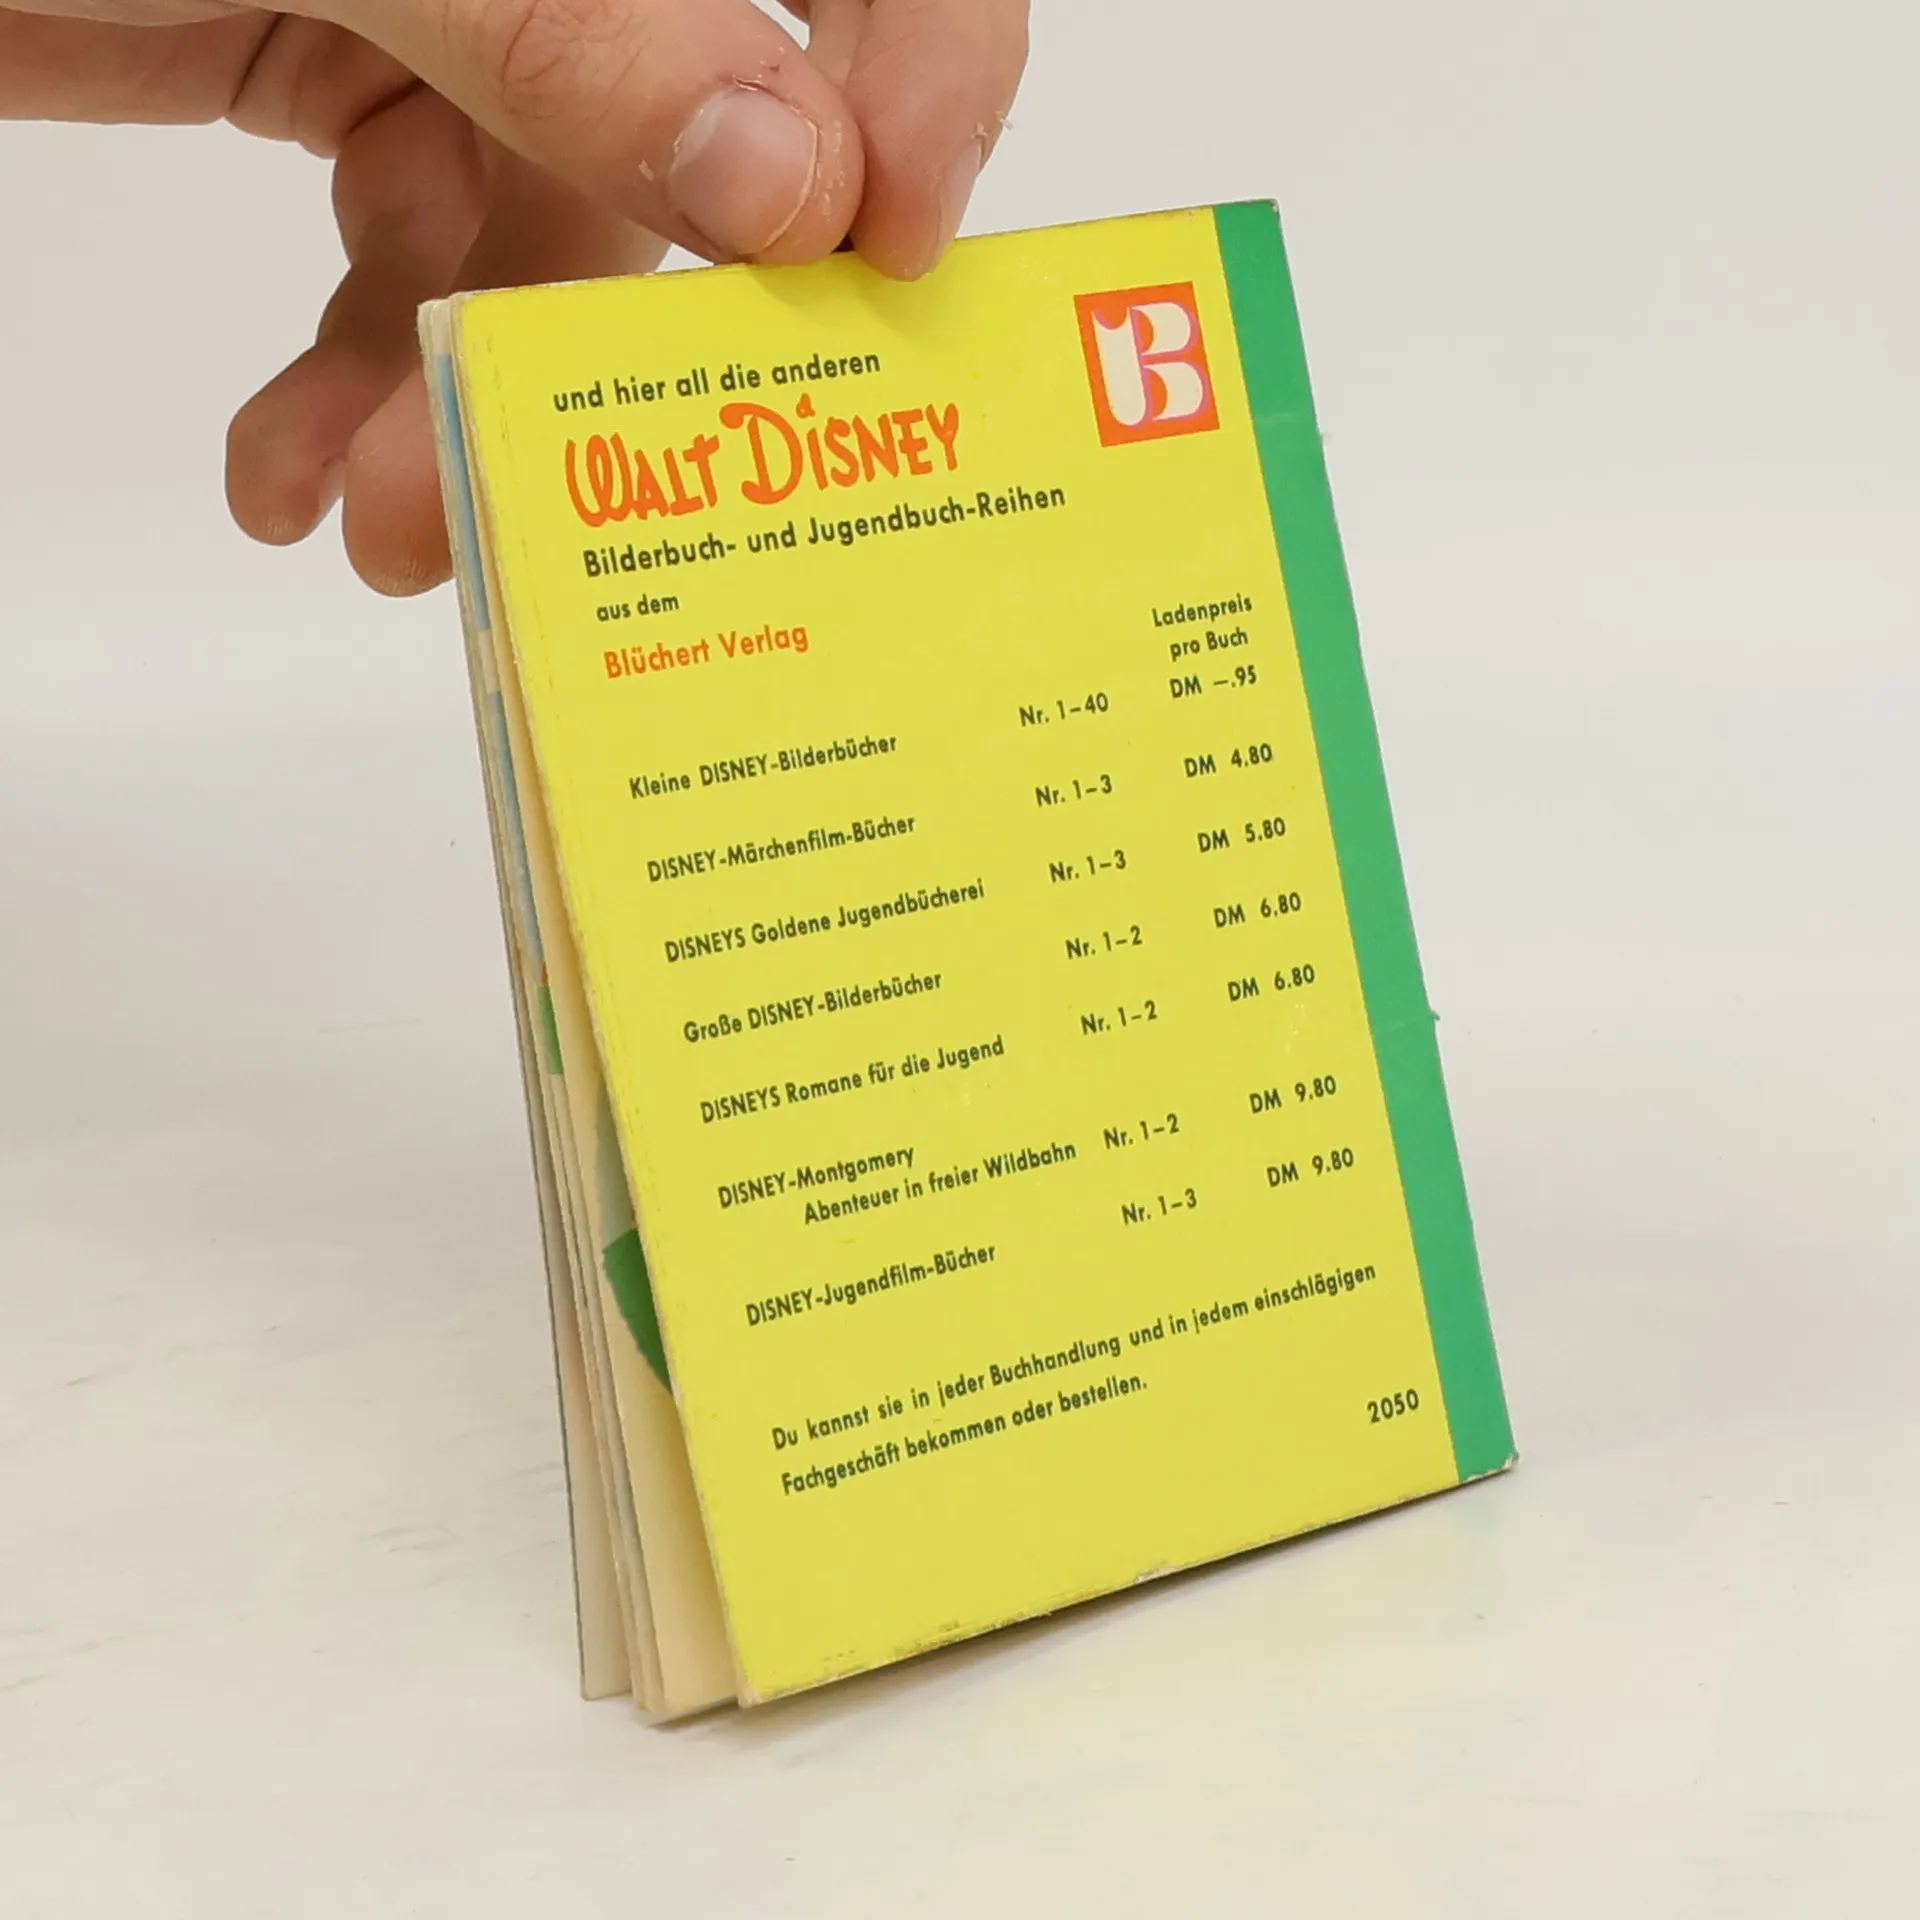 und hier all die anderen
WALT DiSNEY
Bilderbuch- und Jugendbuch-Reihen
aus dem
Blüchert Verlag
Ladenpreis
pro Buch
Kleine DISNEY-Bilderbücher Nr. 1–40 DM –.95
DISNEY-Märchenfilm-Bücher Nr. 1–3 DM 4.80
DISNEYS Goldene Jugendbücherei Nr. 1–3 DM 5.80
Große DISNEY-Bilderbücher Nr. 1–2 DM 6.80
DISNEYS Romane für die Jugend Nr. 1–2 DM 6.80
DISNEY-Montgomery
Abenteuer in freier Wildbahn Nr. 1–2 DM 9.80
DISNEY-Jugendfilm-Bücher Nr. 1–3 DM 9.80
Du kannst sie in jeder Buchhandlung und in jedem einschlägigen
Fachgeschäft bekommen oder bestellen.
2050